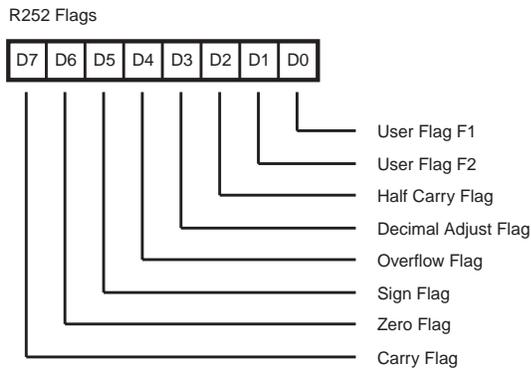 R252 Flags
D7 D6 D5 D4 D3 D2 D1 D0
User Flag F1
User Flag F2
Half Carry Flag
Decimal Adjust Flag
Overflow Flag
Sign Flag
Zero Flag
Carry Flag